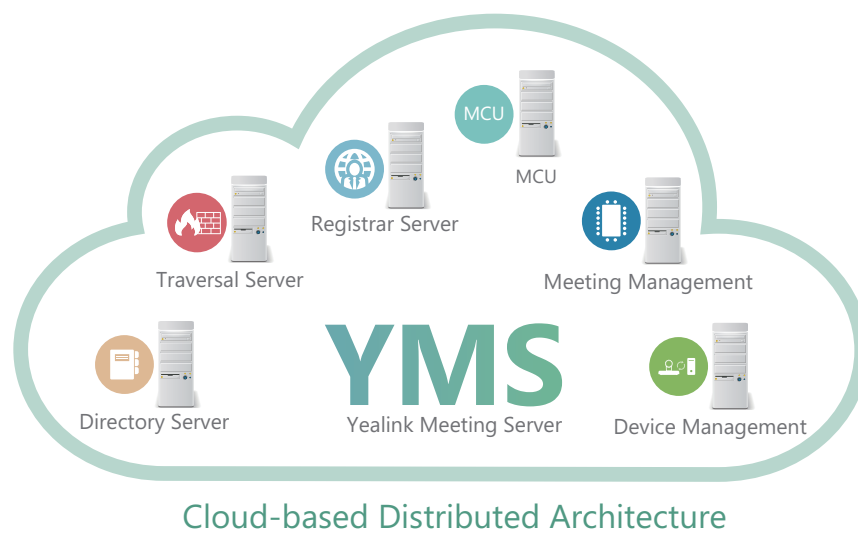 MCU
MCU
Registrar Server
Traversal Server
Meeting Management
YMS
Directory Server
Yealink Meeting Server
Device Management
Cloud-based Distributed Architecture